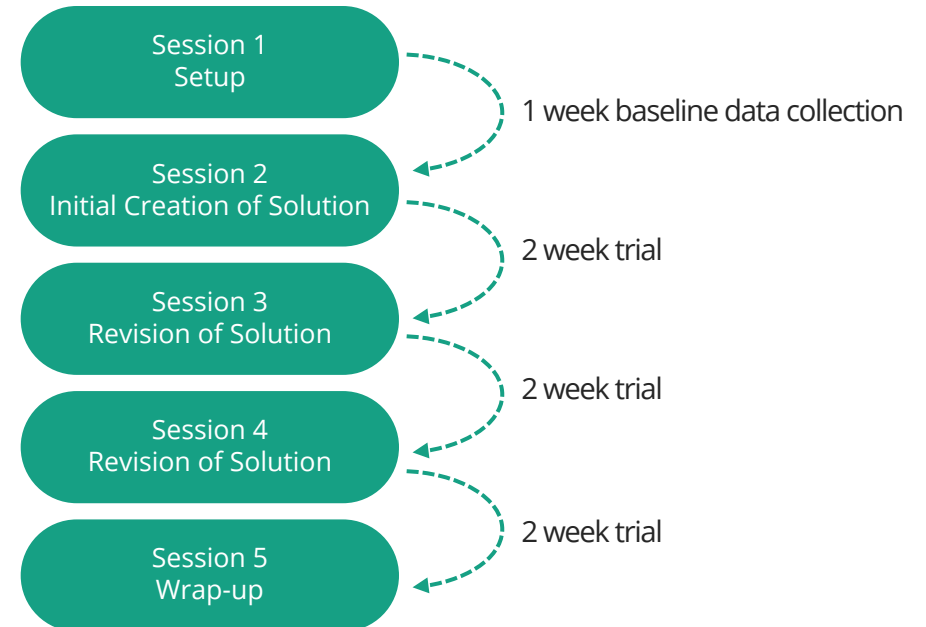 Session 1
Setup
1 week baseline data collection
Session 2
Initial Creation of Solution
2 week trial
Session 3
Revision of Solution
2 week trial
Session 4
Revision of Solution
2 week trial
Session 5
Wrap-up